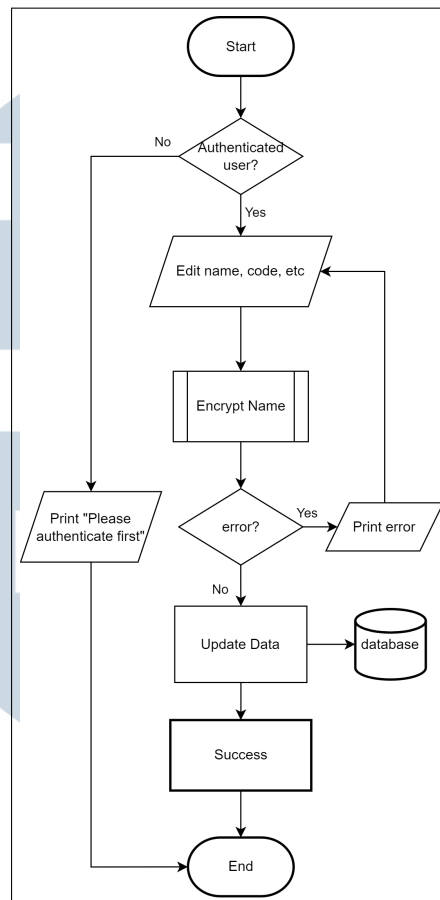 Start
No
Authenticated
user?
Yes
Edit name, code, etc
Encrypt Name
Print "Please
authenticate first"
error?
Yes
Print error
No
Update Data
database
Success
End